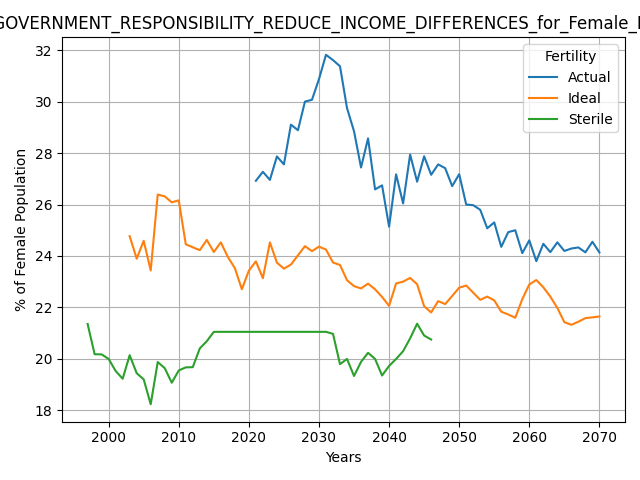 GOVERNMENT_RESPONSIBILITY_REDUCE_INCOME_DIFFERENCES_for_Female_
Fertility
Actual
Ideal
Sterile
% of Female Population
32
30
28
26
24
22
20
18
2000 2010 2020 2030 2040 2050 2060 2070
Years